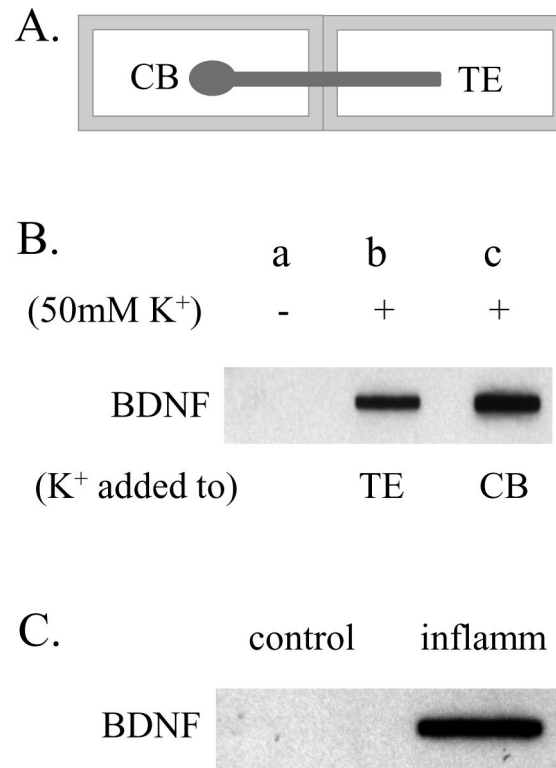 A.
CB TE
B.
a b c
(50mM K⁺) - + +
BDNF
(K⁺ added to) TE CB
C.
control inflamm
BDNF